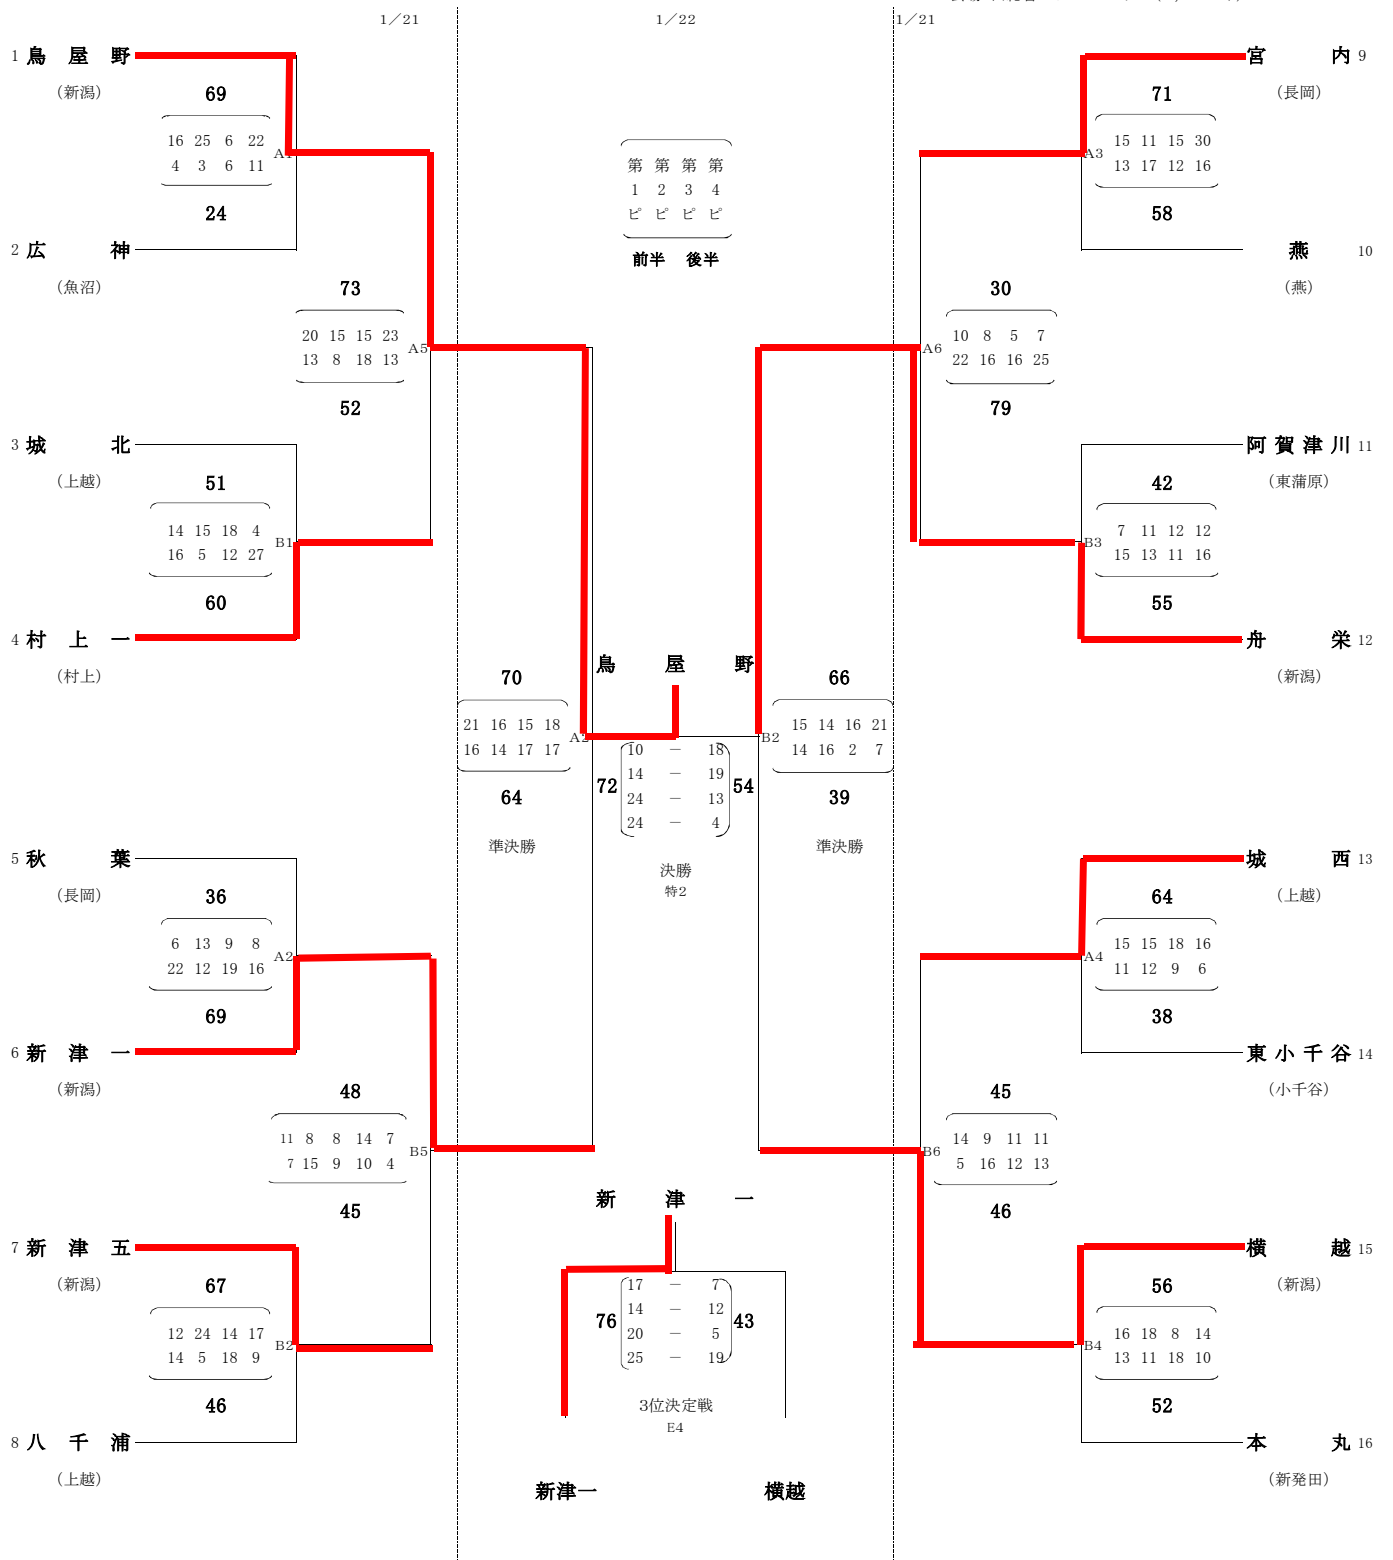 1／21
1／22
1／21
1 鳥屋野
(新潟)
69
16 25 6 22
4 3 6 11
A1
24
2 広神
(魚沼)
73
20 15 15 23
13 8 18 13
A5
52
3 城北
(上越)
51
14 15 18 4
16 5 12 27
B1
60
4 村上一
(村上)
5 秋葉
(長岡)
36
6 13 9 8
22 12 19 16
A2
69
6 新津一
(新潟)
48
11 8 8 14 7
7 15 9 10 4
B5
45
7 新津五
(新潟)
67
12 24 14 17
14 5 18 9
B2
46
8 八千浦
(上越)
第 第 第 第
1 2 3 4
ピ ピ ピ ピ
前半 後半
70
21 16 15 18
16 14 17 17
A2
64
準決勝
鳥屋野
72
10 － 18
14 － 19
24 － 13
24 － 4
54
決勝
特2
66
15 14 16 21
14 16 2 7
B2
39
準決勝
新津一
76
17 － 7
14 － 12
20 － 5
25 － 19
43
3位決定戦
E4
新津一 横越
宮内 9
(長岡)
71
15 11 15 30
13 17 12 16
A3
58
燕 10
(燕)
30
10 8 5 7
22 16 16 25
A6
79
阿賀津川 11
(東蒲原)
42
7 11 12 12
15 13 11 16
B3
55
舟栄 12
(新潟)
城西 13
(上越)
64
15 15 18 16
11 12 9 6
A4
38
東小千谷 14
(小千谷)
45
14 9 11 11
5 16 12 13
B6
46
横越 15
(新潟)
56
16 18 8 14
13 11 18 10
B4
52
本丸 16
(新発田)